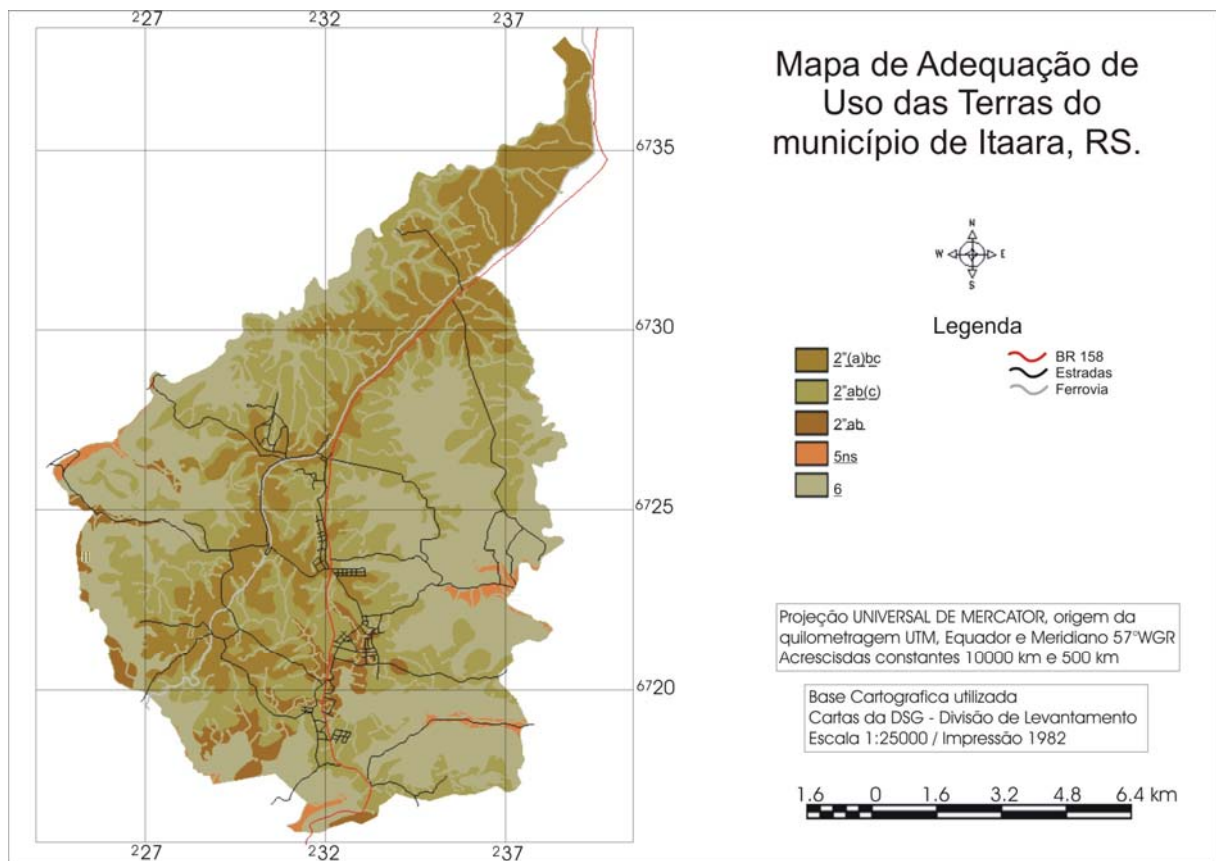 227 232 237
Mapa de Adequação de
Uso das Terras do
município de Itaara, RS.
6735
N
W E
S
6730
Legenda
2"(a)bc
2"ab(c)
2"ab
5ns
6
BR 158
Estradas
Ferrovia
6725
Projeção UNIVERSAL DE MERCATOR, origem da
quilometragem UTM, Equador e Meridiano 57°WGR
Acrescisdas constantes 10000 km e 500 km
6720
Base Cartografica utilizada
Cartas da DSG - Divisão de Levantamento
Escala 1:25000 / Impressão 1982
1.6 0 1.6 3.2 4.8 6.4 km
227 232 237